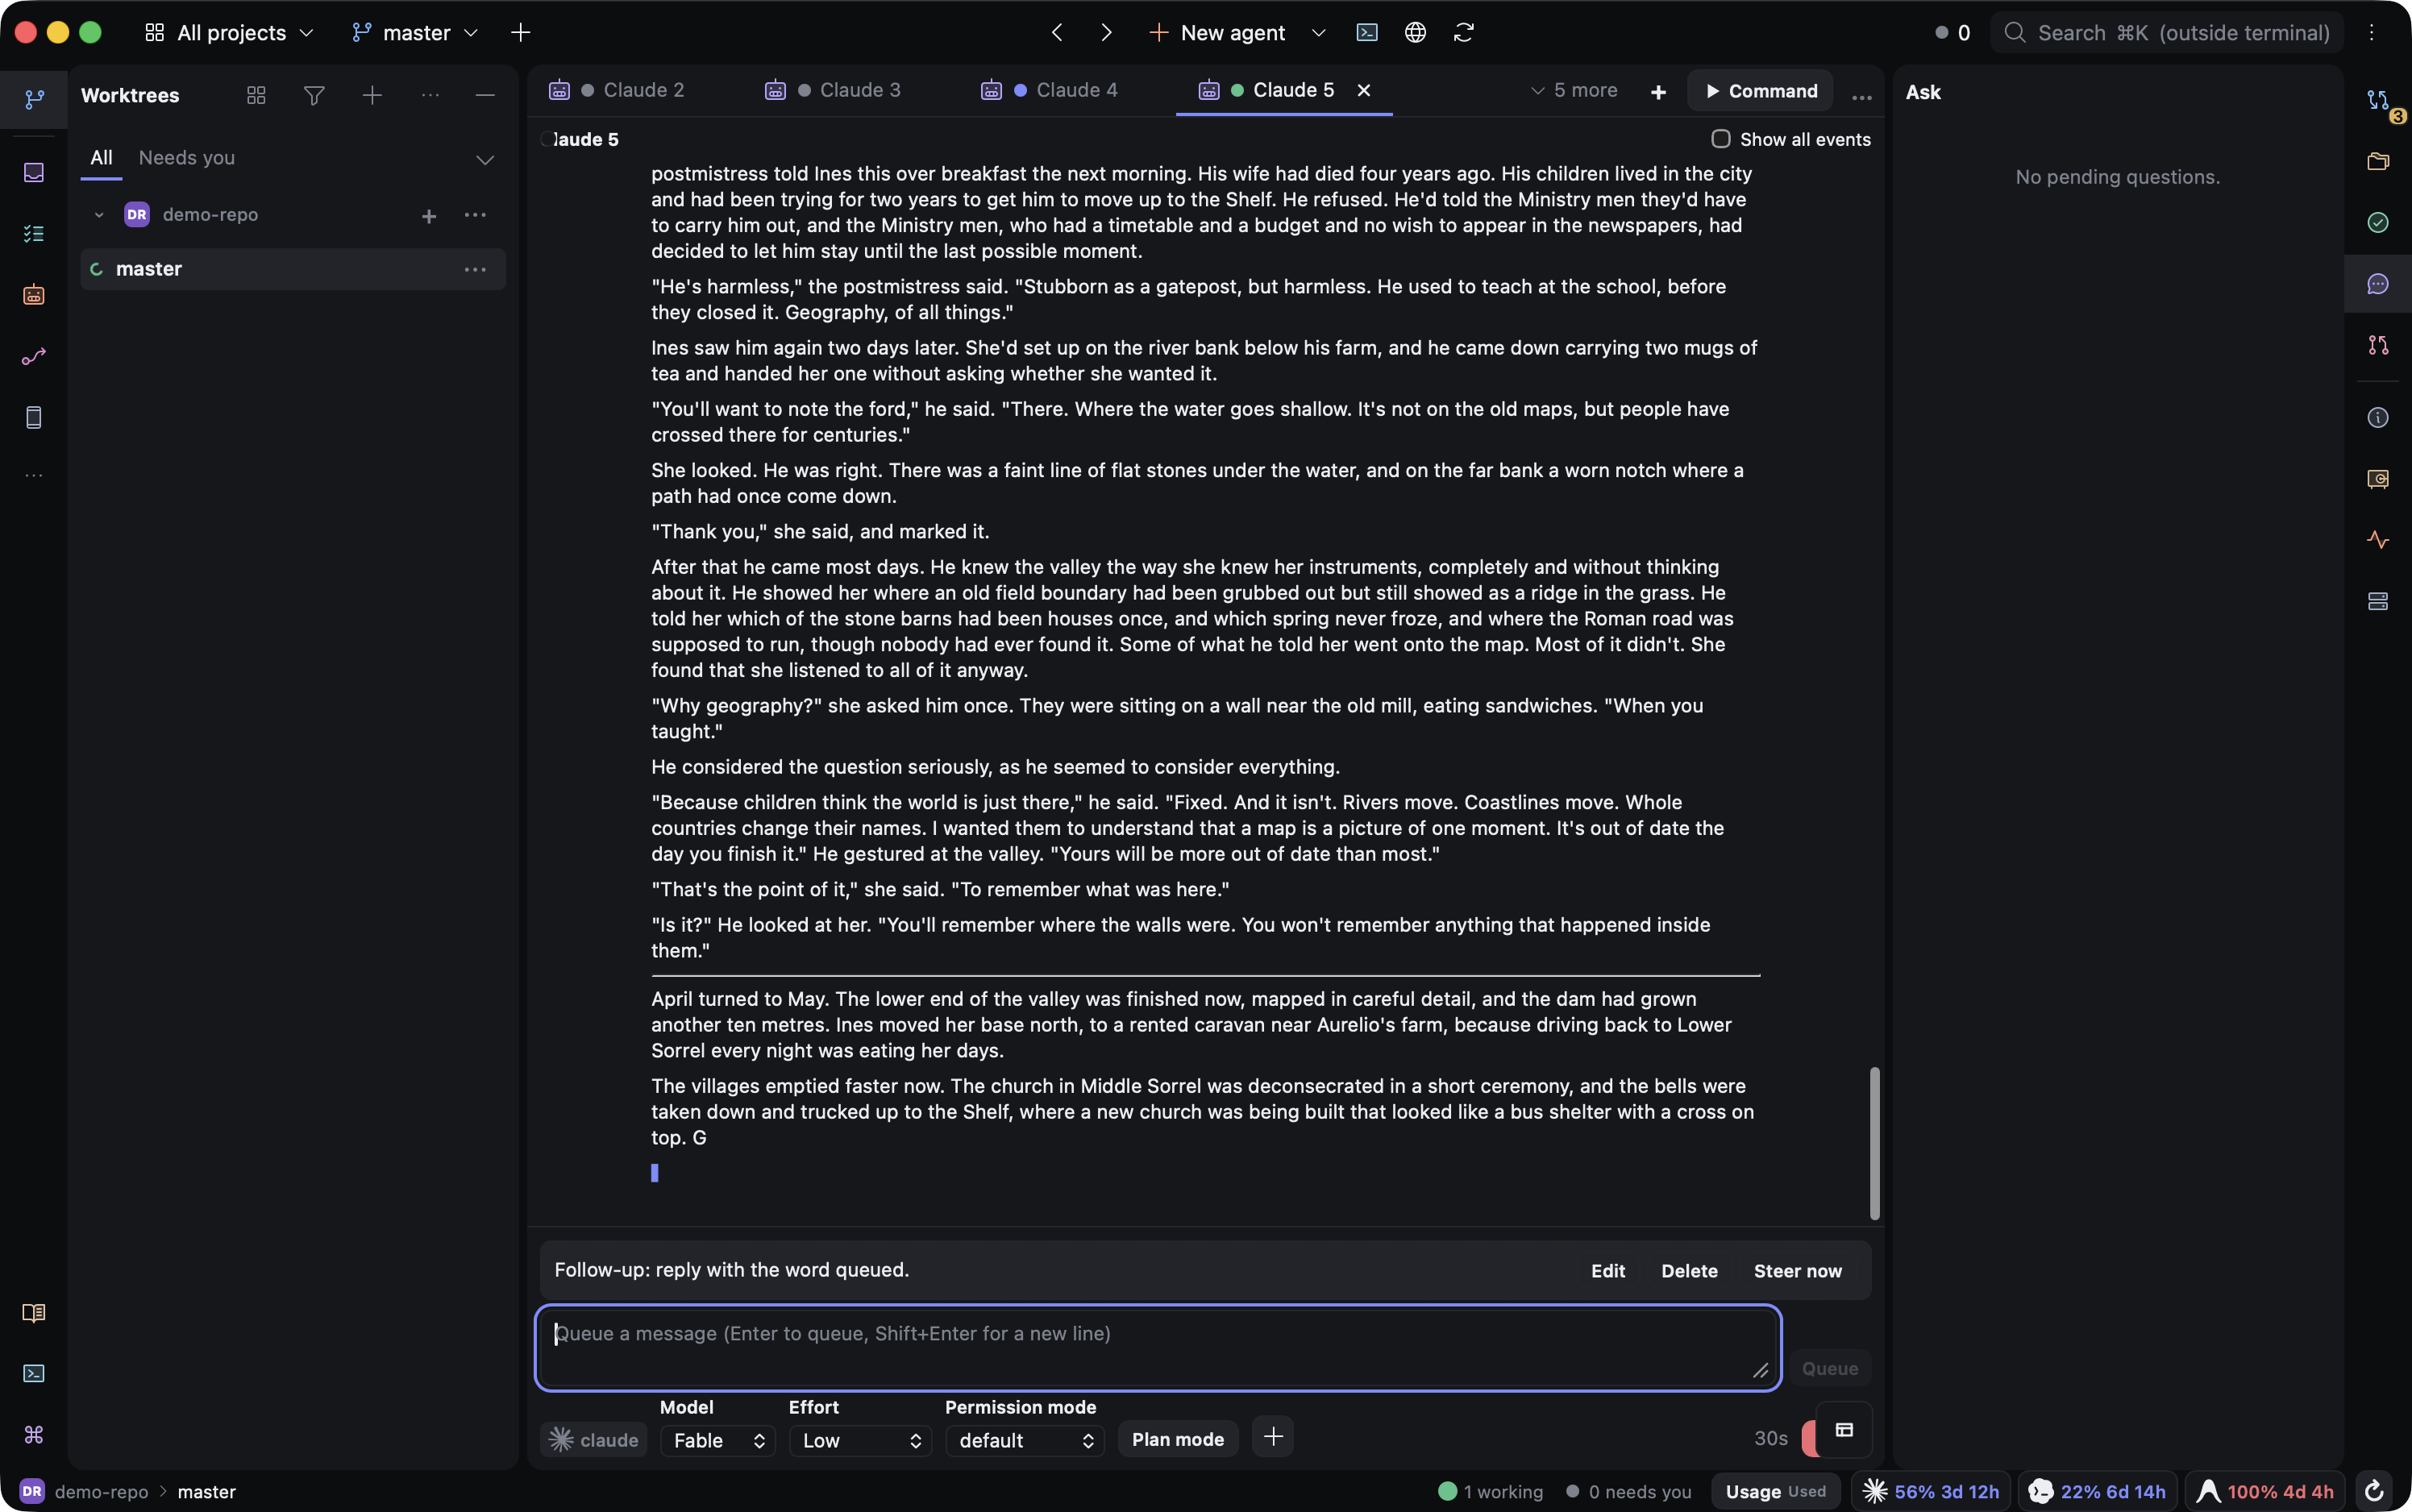 All projects
master
New agent
0
Search ⌘K (outside terminal)
Worktrees
All
Needs you
DR
demo-repo
master
Claude 2
Claude 3
Claude 4
Claude 5
5 more
Command
laude 5
Show all events
postmistress told Ines this over breakfast the next morning. His wife had died four years ago. His children lived in the city
and had been trying for two years to get him to move up to the Shelf. He refused. He'd told the Ministry men they'd have
to carry him out, and the Ministry men, who had a timetable and a budget and no wish to appear in the newspapers, had
decided to let him stay until the last possible moment.
"He's harmless," the postmistress said. "Stubborn as a gatepost, but harmless. He used to teach at the school, before
they closed it. Geography, of all things."
Ines saw him again two days later. She'd set up on the river bank below his farm, and he came down carrying two mugs of
tea and handed her one without asking whether she wanted it.
"You'll want to note the ford," he said. "There. Where the water goes shallow. It's not on the old maps, but people have
crossed there for centuries."
She looked. He was right. There was a faint line of flat stones under the water, and on the far bank a worn notch where a
path had once come down.
"Thank you," she said, and marked it.
After that he came most days. He knew the valley the way she knew her instruments, completely and without thinking
about it. He showed her where an old field boundary had been grubbed out but still showed as a ridge in the grass. He
told her which of the stone barns had been houses once, and which spring never froze, and where the Roman road was
supposed to run, though nobody had ever found it. Some of what he told her went onto the map. Most of it didn't. She
found that she listened to all of it anyway.
"Why geography?" she asked him once. They were sitting on a wall near the old mill, eating sandwiches. "When you
taught."
He considered the question seriously, as he seemed to consider everything.
"Because children think the world is just there," he said. "Fixed. And it isn't. Rivers move. Coastlines move. Whole
countries change their names. I wanted them to understand that a map is a picture of one moment. It's out of date the
day you finish it." He gestured at the valley. "Yours will be more out of date than most."
"That's the point of it," she said. "To remember what was here."
"Is it?" He looked at her. "You'll remember where the walls were. You won't remember anything that happened inside
them."
April turned to May. The lower end of the valley was finished now, mapped in careful detail, and the dam had grown
another ten metres. Ines moved her base north, to a rented caravan near Aurelio's farm, because driving back to Lower
Sorrel every night was eating her days.
The villages emptied faster now. The church in Middle Sorrel was deconsecrated in a short ceremony, and the bells were
taken down and trucked up to the Shelf, where a new church was being built that looked like a bus shelter with a cross on
top. G
Follow-up: reply with the word queued.
Edit
Delete
Steer now
Queue a message (Enter to queue, Shift+Enter for a new line)
Queue
Model
Effort
Permission mode
claude
Fable
Low
default
Plan mode
30s
Ask
No pending questions.
3
DR
demo-repo
master
1 working
0 needs you
Usage Used
56% 3d 12h
22% 6d 14h
100% 4d 4h